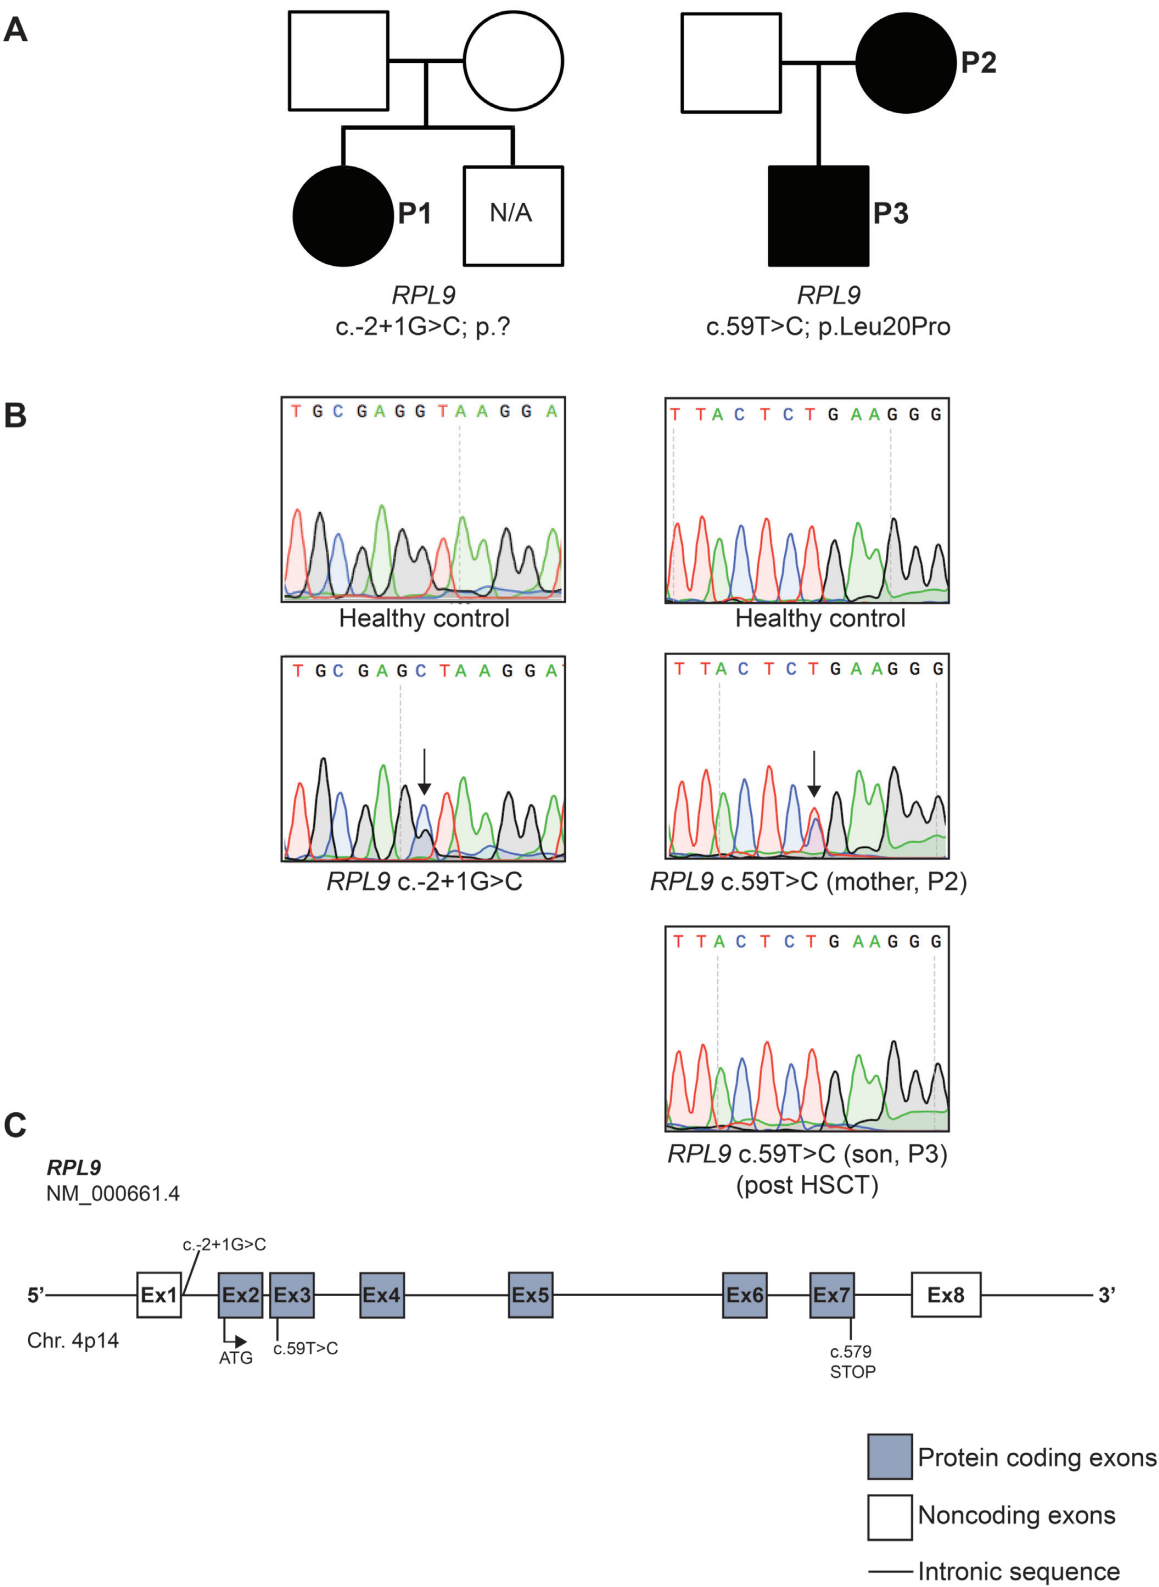 A
P2
P1
N/A
P3
RPL9
c.-2+1G>C; p.?
RPL9
c.59T>C; p.Leu20Pro
B
T G C G A G G T A A G G A
T T A C T C T G A A G G G
Healthy control
Healthy control
T G C G A G C T A A G G A
T T A C T C T G A A G G G
RPL9 c.-2+1G>C
RPL9 c.59T>C (mother, P2)
T T A C T C T G A A G G G
RPL9 c.59T>C (son, P3)
(post HSCT)
C
RPL9
NM_000661.4
c.-2+1G>C
5’ Ex1 Ex2 Ex3 Ex4 Ex5 Ex6 Ex7 Ex8 3’
Chr. 4p14
ATG
c.59T>C
c.579
STOP
Protein coding exons
Noncoding exons
Intronic sequence